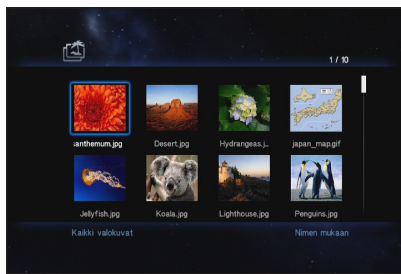 1 / 10
santhemum.jpg
Desert.jpg
Hydrangeas.j...
japan_map.gif
Jellyfish.jpg
Koala.jpg
Lighthouse.jpg
Penguins.jpg
Kaikki valokuvat
Nimen mukaan